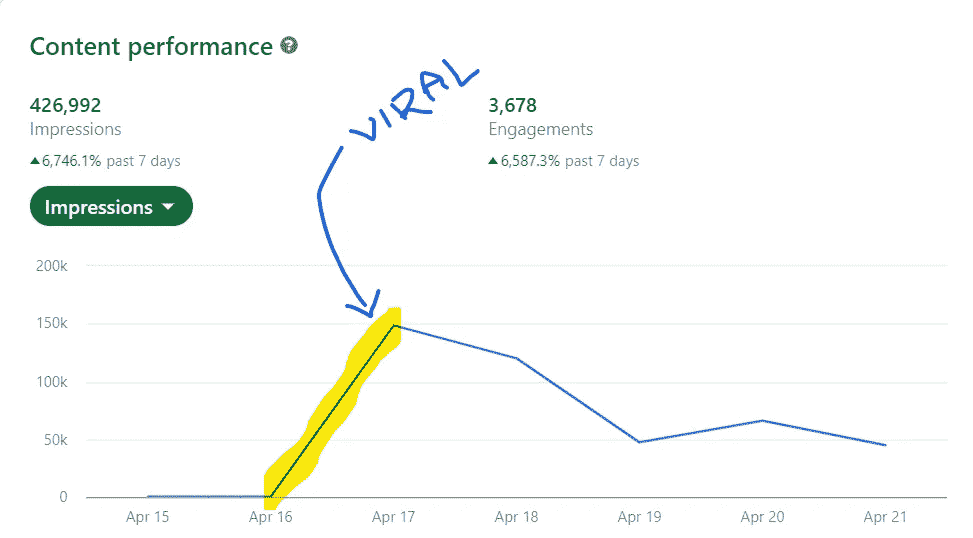 Content performance ?
VIRAL
426,992
Impressions
▲6,746.1% past 7 days
3,678
Engagements
▲6,587.3% past 7 days
Impressions
200k
150k
100k
50k
0
Apr 15 Apr 16 Apr 17 Apr 18 Apr 19 Apr 20 Apr 21